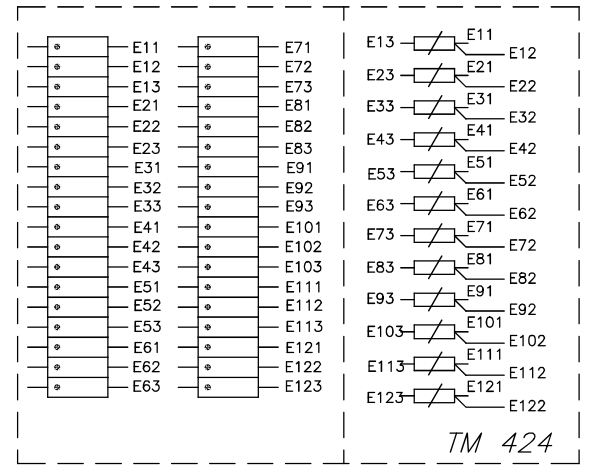 E11 E71
E12 E72
E13 E73
E21 E81
E22 E82
E23 E83
E31 E91
E32 E92
E33 E93
E41 E101
E42 E102
E43 E103
E51 E111
E52 E112
E53 E113
E61 E121
E62 E122
E63 E123
E13 E11
E12
E23 E21
E22
E33 E31
E32
E43 E41
E42
E53 E51
E52
E63 E61
E62
E73 E71
E72
E83 E81
E82
E93 E91
E92
E103 E101
E102
E113 E111
E112
E123 E121
E122
TM 424